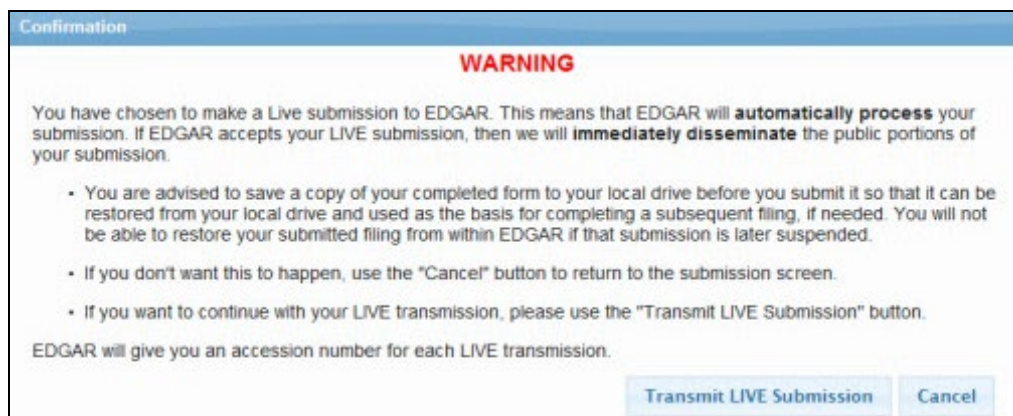 Confirmation
WARNING
You have chosen to make a Live submission to EDGAR. This means that EDGAR will automatically process your
submission. If EDGAR accepts your LIVE submission, then we will immediately disseminate the public portions of
your submission.
• You are advised to save a copy of your completed form to your local drive before you submit it so that it can be
restored from your local drive and used as the basis for completing a subsequent filing, if needed. You will not
be able to restore your submitted filing from within EDGAR if that submission is later suspended.
• If you don't want this to happen, use the "Cancel" button to return to the submission screen.
• If you want to continue with your LIVE transmission, please use the "Transmit LIVE Submission" button.
EDGAR will give you an accession number for each LIVE transmission.
Transmit LIVE Submission Cancel